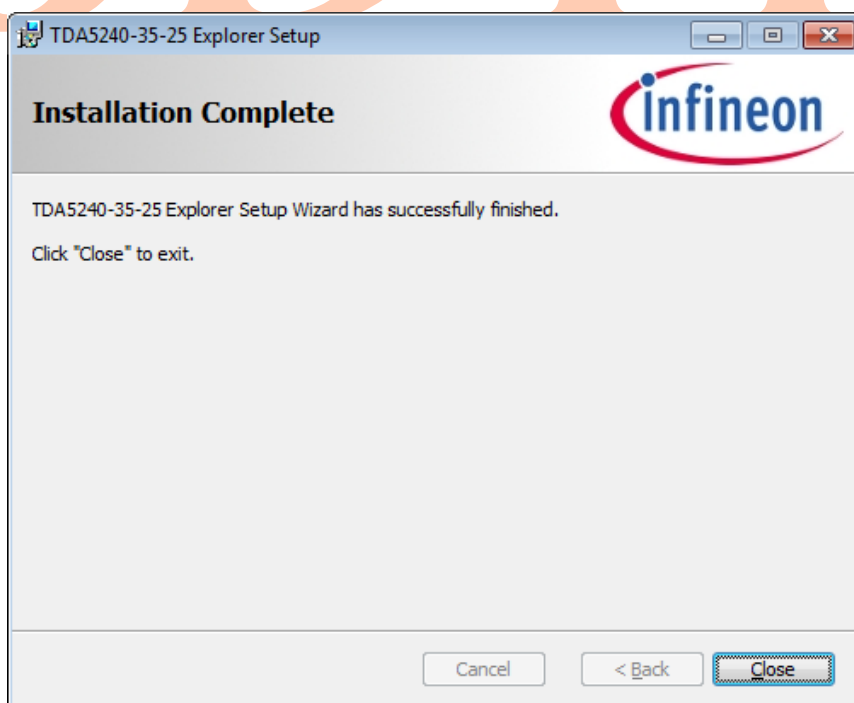 TDA5240-35-25 Explorer Setup
Installation Complete
infineon
TDA5240-35-25 Explorer Setup Wizard has successfully finished.
Click "Close" to exit.
Cancel
< Back
Close